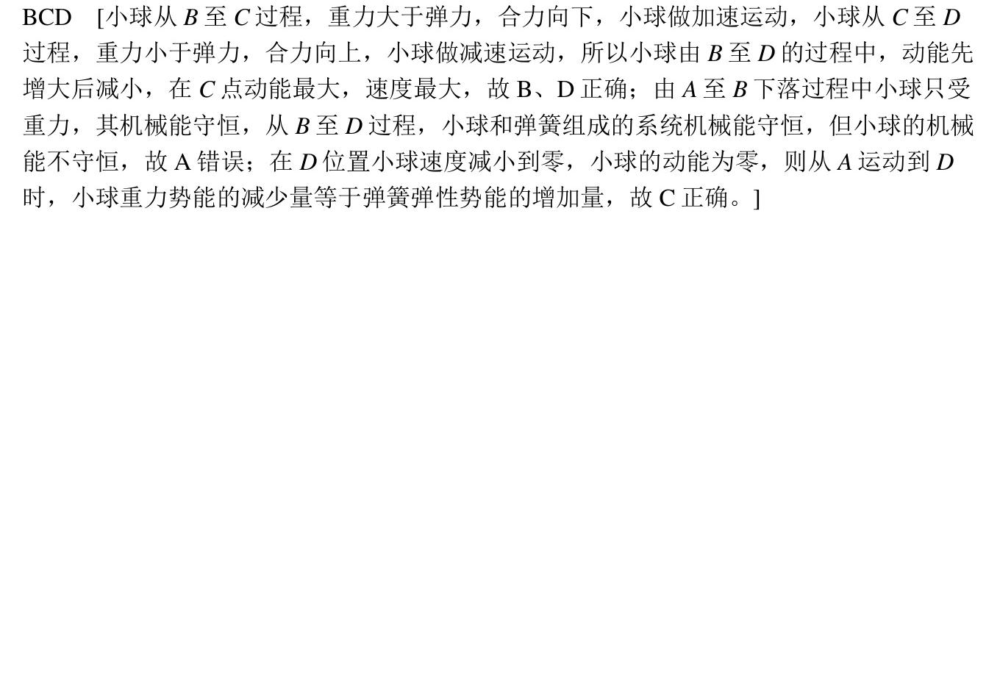 BCD　[小球从 B 至 C 过程，重力大于弹力，合力向下，小球做加速运动，小球从 C 至 D
过程，重力小于弹力，合力向上，小球做减速运动，所以小球由 B 至 D 的过程中，动能先
增大后减小，在 C 点动能最大，速度最大，故 B、D 正确；由 A 至 B 下落过程中小球只受
重力，其机械能守恒，从 B 至 D 过程，小球和弹簧组成的系统机械能守恒，但小球的机械
能不守恒，故 A 错误；在 D 位置小球速度减小到零，小球的动能为零，则从 A 运动到 D
时，小球重力势能的减少量等于弹簧弹性势能的增加量，故 C 正确。]